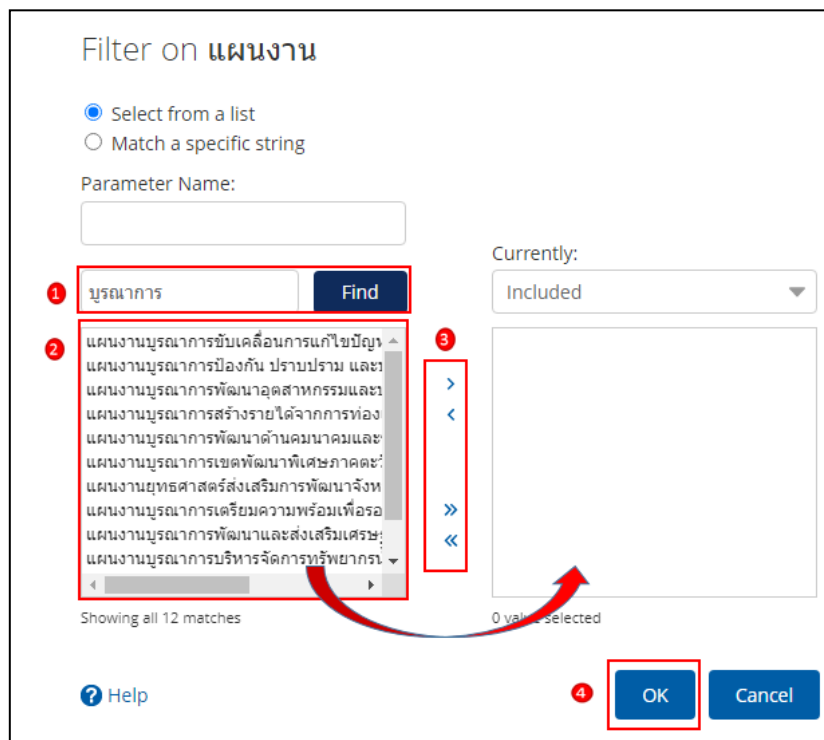 Filter on แผนงาน
Select from a list
Match a specific string
Parameter Name:
Currently:
1 บูรณาการ Find Included
2 3
แผนงานบูรณาการขับเคลื่อนการแก้ไขปัญห
แผนงานบูรณาการป้องกัน ปราบปราม และ
แผนงานบูรณาการพัฒนาอุตสาหกรรมและ
แผนงานบูรณาการสร้างรายได้จากการท่อง
แผนงานบูรณาการพัฒนาด้านคมนาคมและ
แผนงานบูรณาการเขตพัฒนาพิเศษภาคตะวั
แผนงานยุทธศาสตร์ส่งเสริมการพัฒนาจังห
แผนงานบูรณาการเตรียมความพร้อมเพื่อรอ
แผนงานบูรณาการพัฒนาและส่งเสริมเศรษฐ
แผนงานบูรณาการบริหารจัดการทรัพยากรน
> 
<
»
«
Showing all 12 matches
0 value selected
? Help 4 OK Cancel